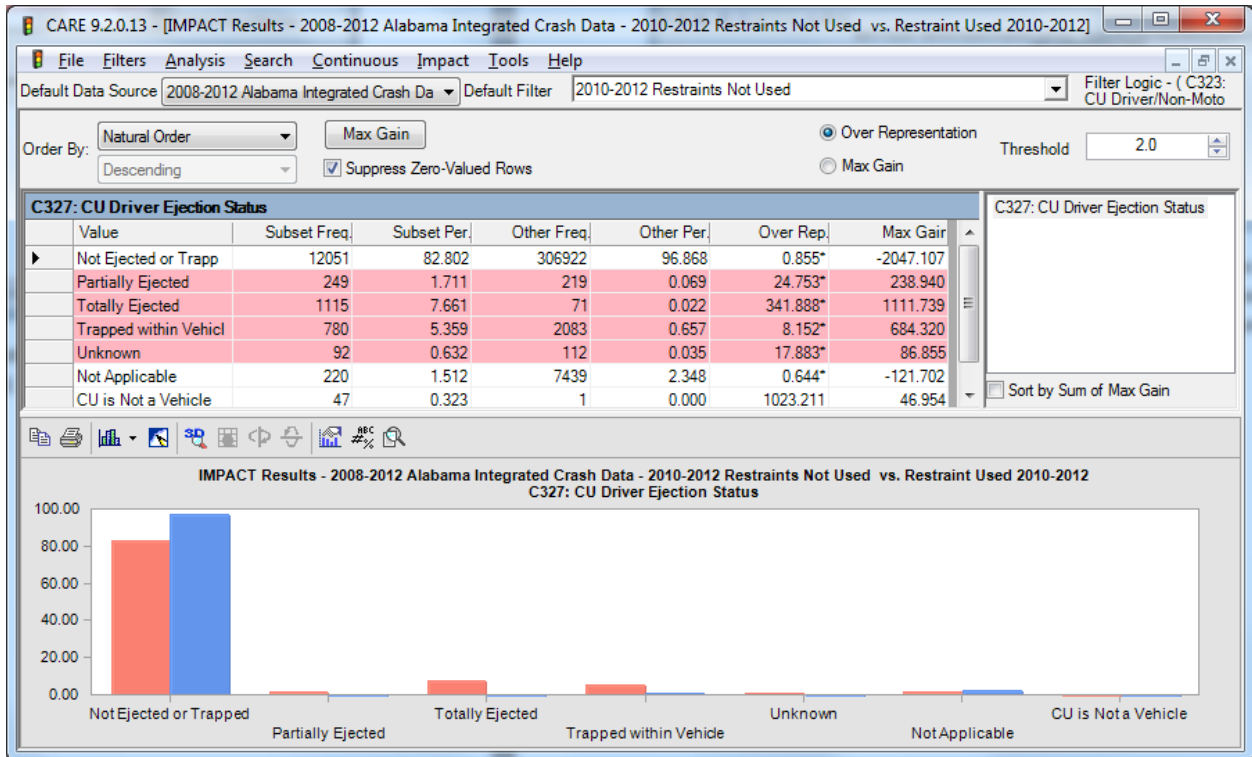 CARE 9.2.0.13 - [IMPACT Results - 2008-2012 Alabama Integrated Crash Data - 2010-2012 Restraints Not Used vs. Restraint Used 2010-2012]
File Filters Analysis Search Continuous Impact Tools Help
Default Data Source 2008-2012 Alabama Integrated Crash Da Default Filter 2010-2012 Restraints Not Used Filter Logic - ( C323:
CU Driver/Non-Moto
Order By: Natural Order Max Gain Over Representation Threshold 2.0
Descending Suppress Zero-Valued Rows Max Gain
C327: CU Driver Ejection Status C327: CU Driver Ejection Status
Value Subset Freq. Subset Per. Other Freq. Other Per. Over Rep. Max Gair
Not Ejected or Trapp 12051 82.802 306922 96.868 0.855* -2047.107
Partially Ejected 249 1.711 219 0.069 24.753* 238.940
Totally Ejected 1115 7.661 71 0.022 341.888* 1111.739
Trapped within Vehicl 780 5.359 2083 0.657 8.152* 684.320
Unknown 92 0.632 112 0.035 17.883* 86.855
Not Applicable 220 1.512 7439 2.348 0.644* -121.702
CU is Not a Vehicle 47 0.323 1 0.000 1023.211 46.954
Sort by Sum of Max Gain
3D ABC #%
IMPACT Results - 2008-2012 Alabama Integrated Crash Data - 2010-2012 Restraints Not Used vs. Restraint Used 2010-2012
C327: CU Driver Ejection Status
100.00
80.00
60.00
40.00
20.00
0.00
Not Ejected or Trapped Totally Ejected Unknown CU is Not a Vehicle
Partially Ejected Trapped within Vehicle Not Applicable